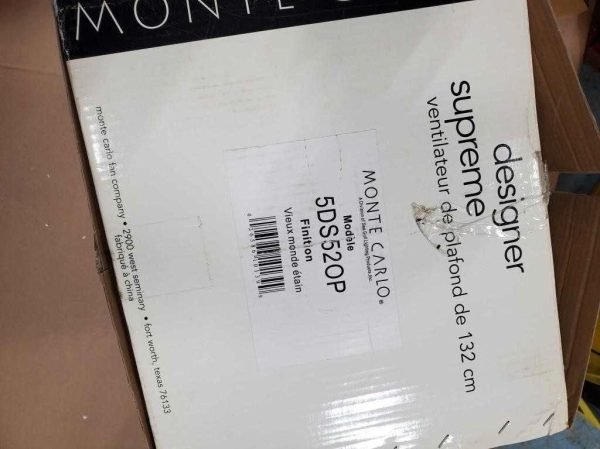 MONTE
designer
supreme
ventilateur de plafond de 132 cm
MONTE CARLO®
Modèle
5DS52OP
Finition
Vieux monde étain
monte carlo fan company • 2900 west seminary • fort worth, texas 76133
fabriqué à china